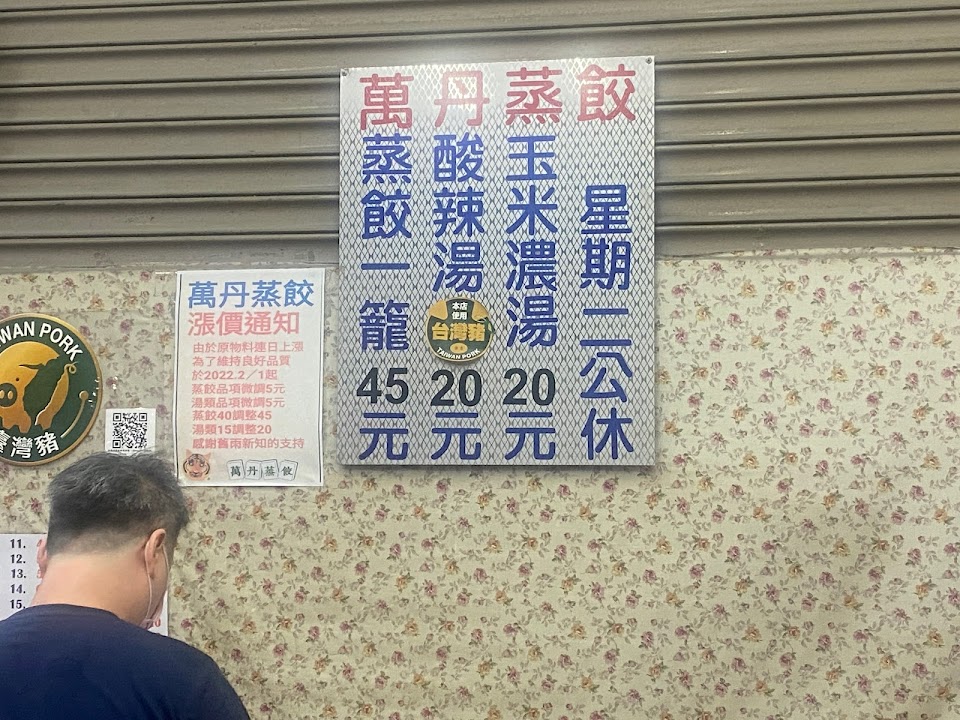 萬丹蒸餃
蒸餃一籠45元
酸辣湯20元
玉米濃湯20元
星期二公休
本店
使用
台灣豬
TAIWAN PORK
萬丹蒸餃
漲價通知
由於原物料連日上漲
為了維持良好品質
於2022.2／1起
蒸餃品項微調5元
湯類品項微調5元
蒸餃40調整45
湯類15調整20
感謝舊雨新知的支持
萬丹蒸餃
WAN PORK
臺灣豬
11.
12.
13.
14.
15.